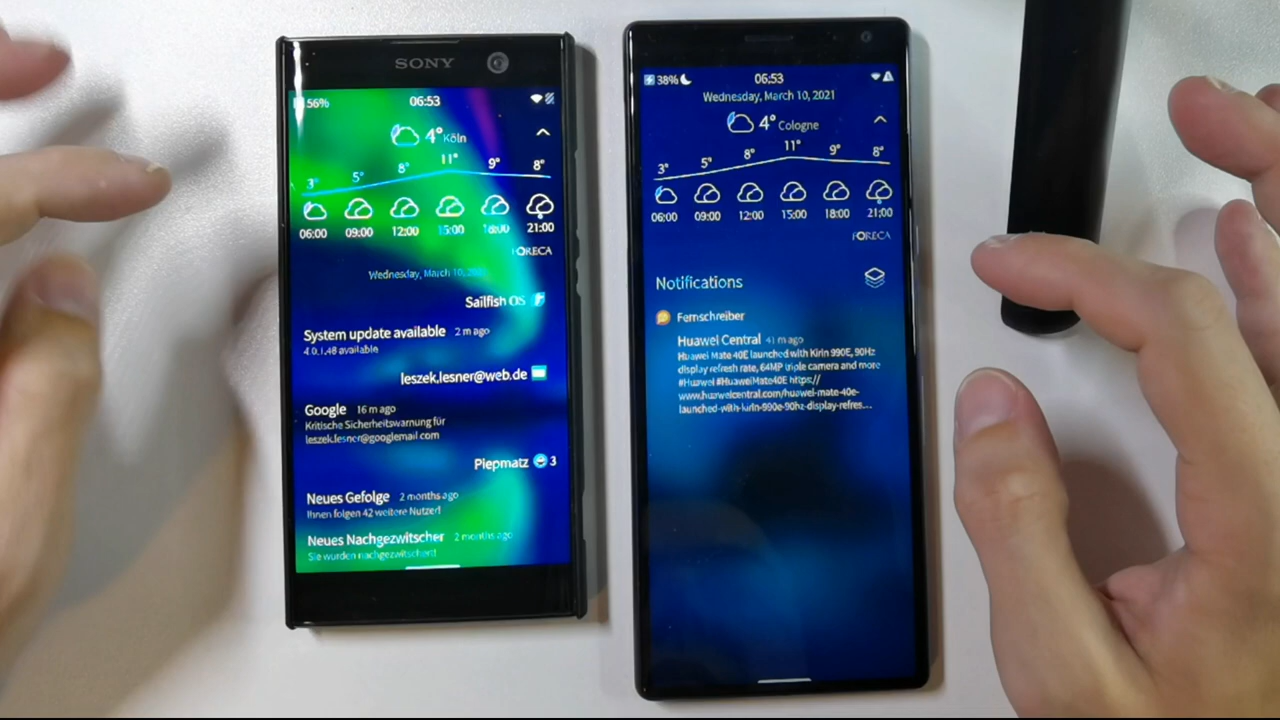 SONY
56%
06:53
4° Köln
3° 5° 8° 11° 9° 8°
06:00 09:00 12:00 15:00 18:00 21:00
FORECA
Wednesday, March 10, 2021
Sailfish OS
System update available 2 m ago
4.0.1.48 available
leszek.lesner@web.de
Google 16 m ago
Kritische Sicherheitswarnung für
leszek.lesner@googlemail.com
Piepmatz 3
Neues Gefolge 2 months ago
Ihnen folgen 42 weitere Nutzer!
Neues Nachgezwitscher 2 months ago
Sie wurden nachgezwitschert!
38%
06:53
Wednesday, March 10, 2021
4° Cologne
3° 5° 8° 11° 9° 8°
06:00 09:00 12:00 15:00 18:00 21:00
FORECA
Notifications
Fernschreiber
Huawei Central 41 m ago
Huawei Mate 40E launched with Kirin 990E, 90Hz
display refresh rate, 64MP triple camera and more
#Huawei #HuaweiMate40E https://
www.huaweicentral.com/huawei-mate-40e-
launched-with-kirin-990e-90hz-display-refres...